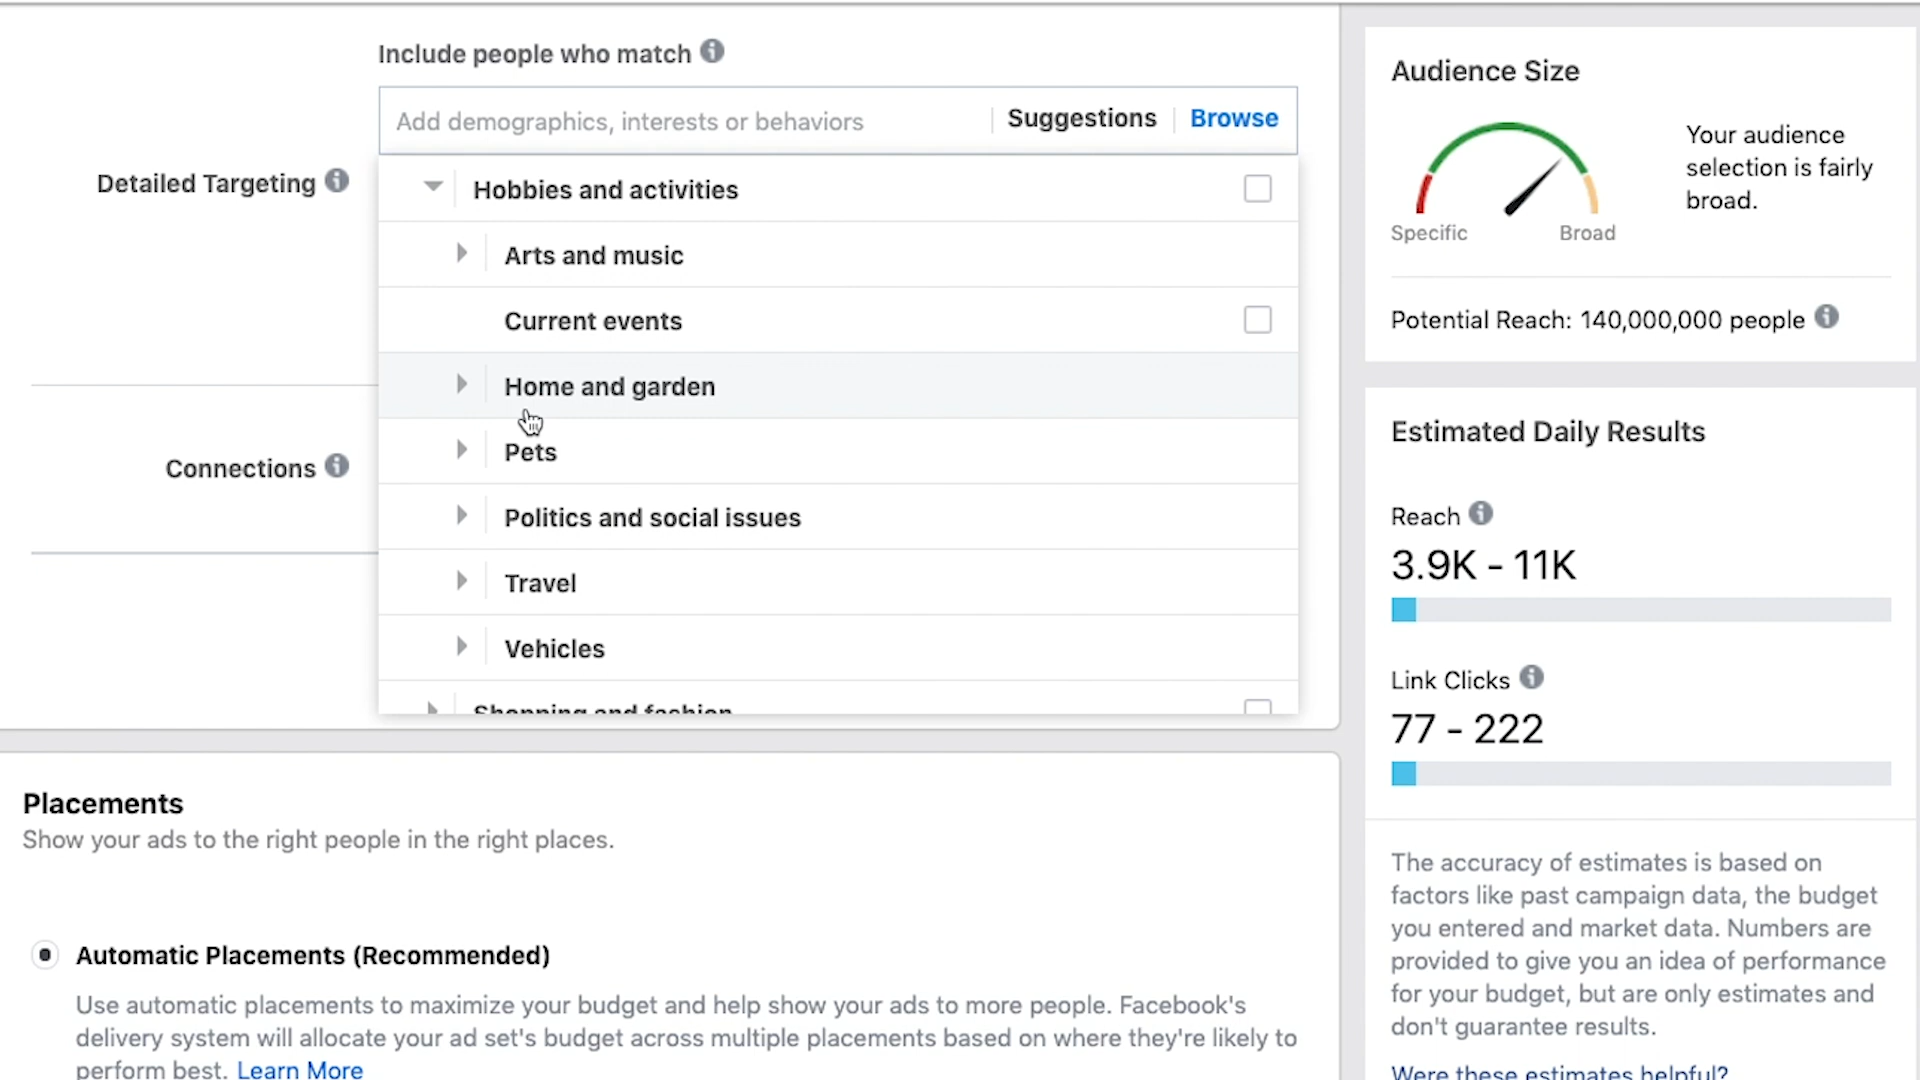 Include people who match
Add demographics, interests or behaviors
Suggestions
Browse
Detailed Targeting
Hobbies and activities
Arts and music
Current events
Home and garden
Pets
Politics and social issues
Travel
Vehicles
Shopping and fashion
Connections
Placements
Show your ads to the right people in the right places.
Automatic Placements (Recommended)
Use automatic placements to maximize your budget and help show your ads to more people. Facebook's
delivery system will allocate your ad set's budget across multiple placements based on where they're likely to
perform best. Learn More
Audience Size
Specific
Broad
Your audience
selection is fairly
broad.
Potential Reach: 140,000,000 people
Estimated Daily Results
Reach
3.9K - 11K
Link Clicks
77 - 222
The accuracy of estimates is based on
factors like past campaign data, the budget
you entered and market data. Numbers are
provided to give you an idea of performance
for your budget, but are only estimates and
don't guarantee results.
Were these estimates helpful?